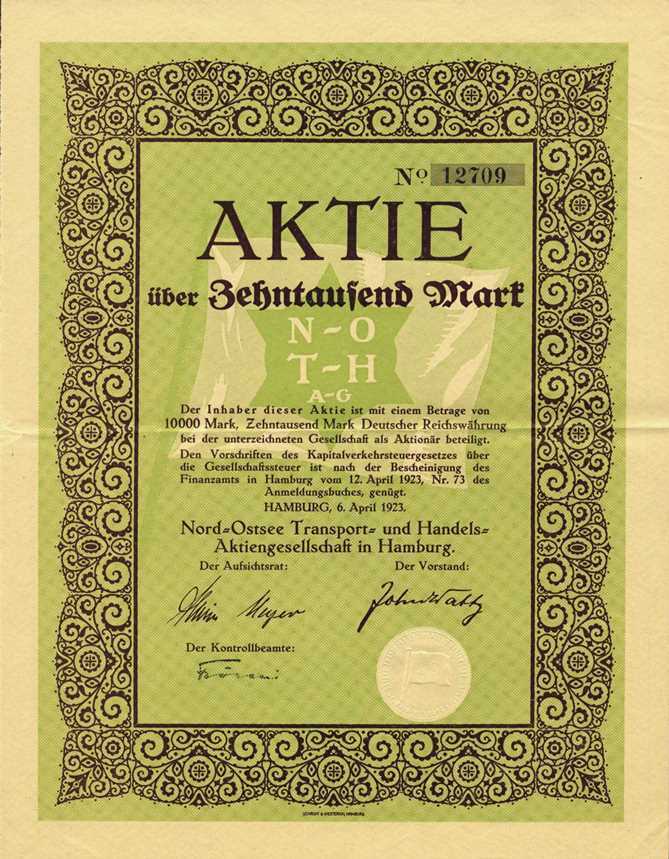 Nº 12709
AKTIE
über Zehntausend Mark
N-O
T-H
A-G
Der Inhaber dieser Aktie ist mit einem Betrage von
10000 Mark, Zehntausend Mark Deutscher Reichswährung
bei der unterzeichneten Gesellschaft als Aktionär beteiligt.
Den Vorschriften des Kapitalverkehrsteuergesetzes über
die Gesellschaftssteuer ist nach der Bescheinigung des
Finanzamts in Hamburg vom 12. April 1923, Nr. 73 des
Anmeldungsbuches, genügt.
HAMBURG, 6. April 1923.
Nord-Ostsee Transport- und Handels-
Aktiengesellschaft in Hamburg.
Der Aufsichtsrat: Der Vorstand:
Meyer
Der Kontrollbeamte: